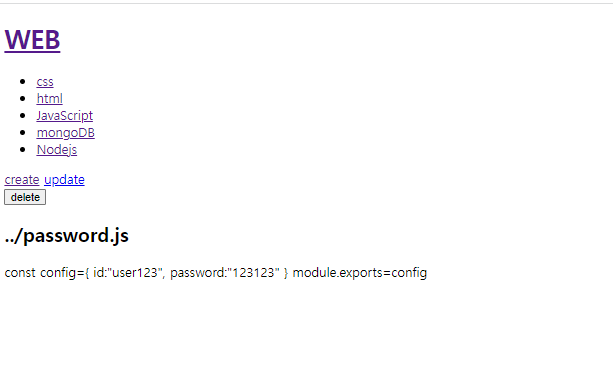 WEB
css
html
JavaScript
mongoDB
Nodejs
create update
delete
../password.js
const config={ id:"user123", password:"123123" } module.exports=config